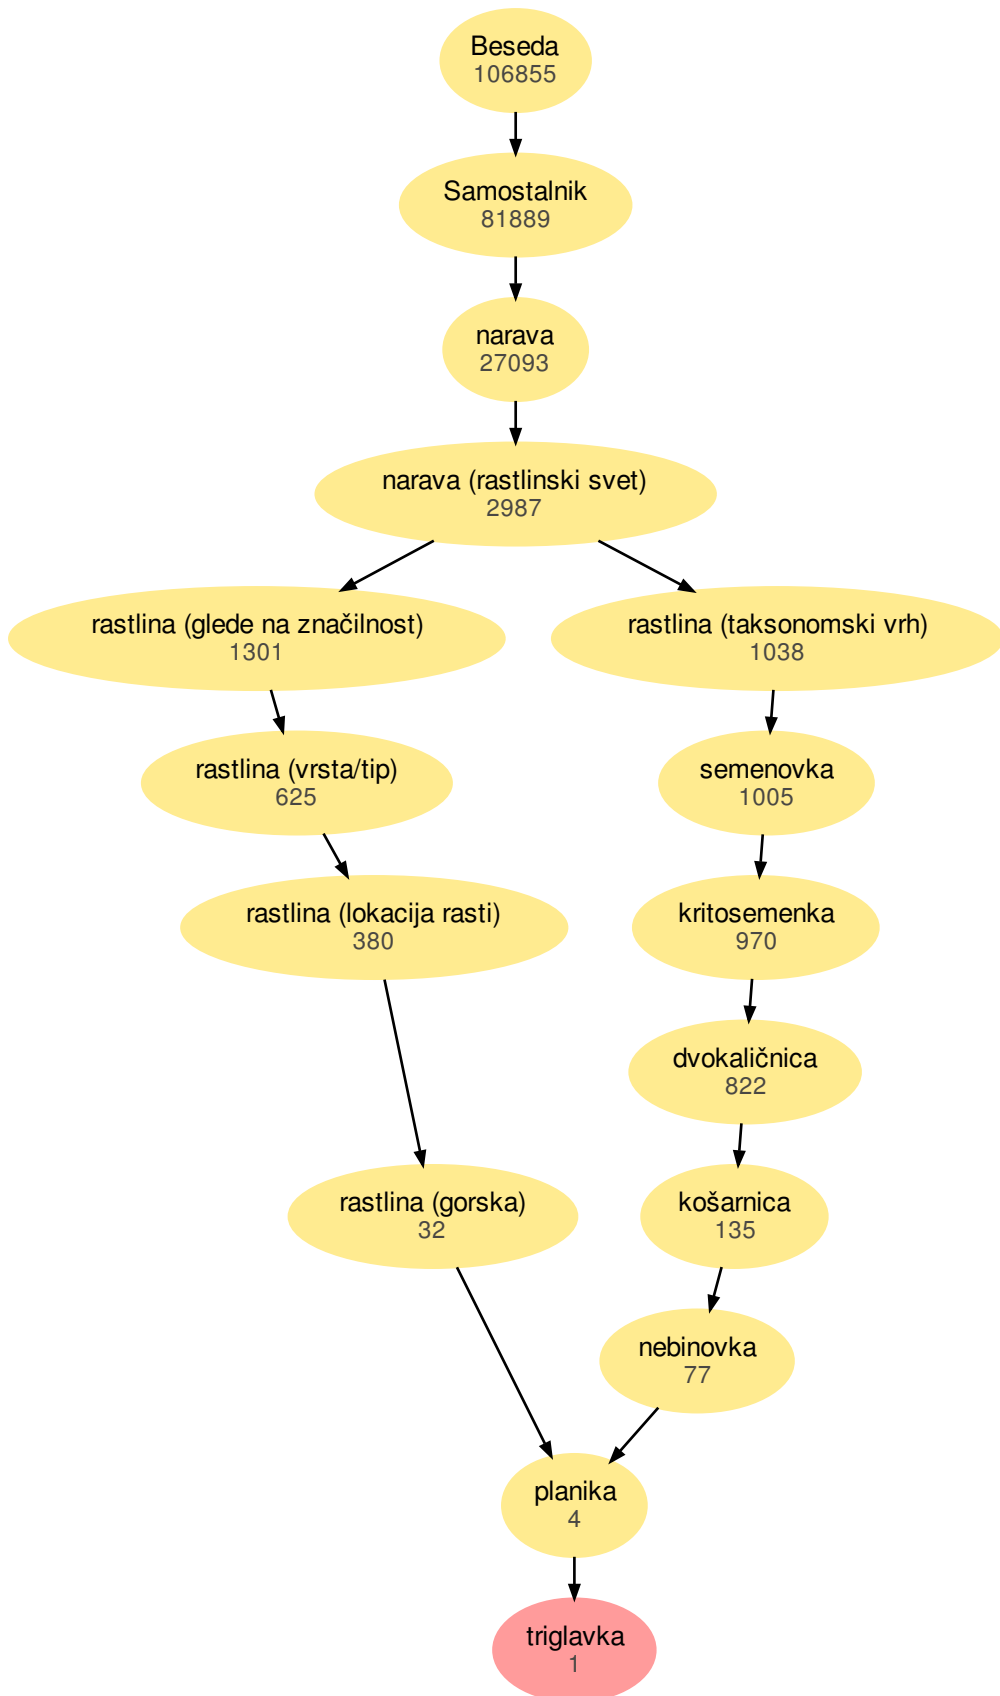 Beseda
106855
Samostalnik
81889
narava
27093
narava (rastlinski svet)
2987
rastlina (glede na značilnost)
1301
rastlina (taksonomski vrh)
1038
rastlina (vrsta/tip)
625
semenovka
1005
rastlina (lokacija rasti)
380
kritosemenka
970
dvokaličnica
822
rastlina (gorska)
32
košarnica
135
nebinovka
77
planika
4
triglavka
1